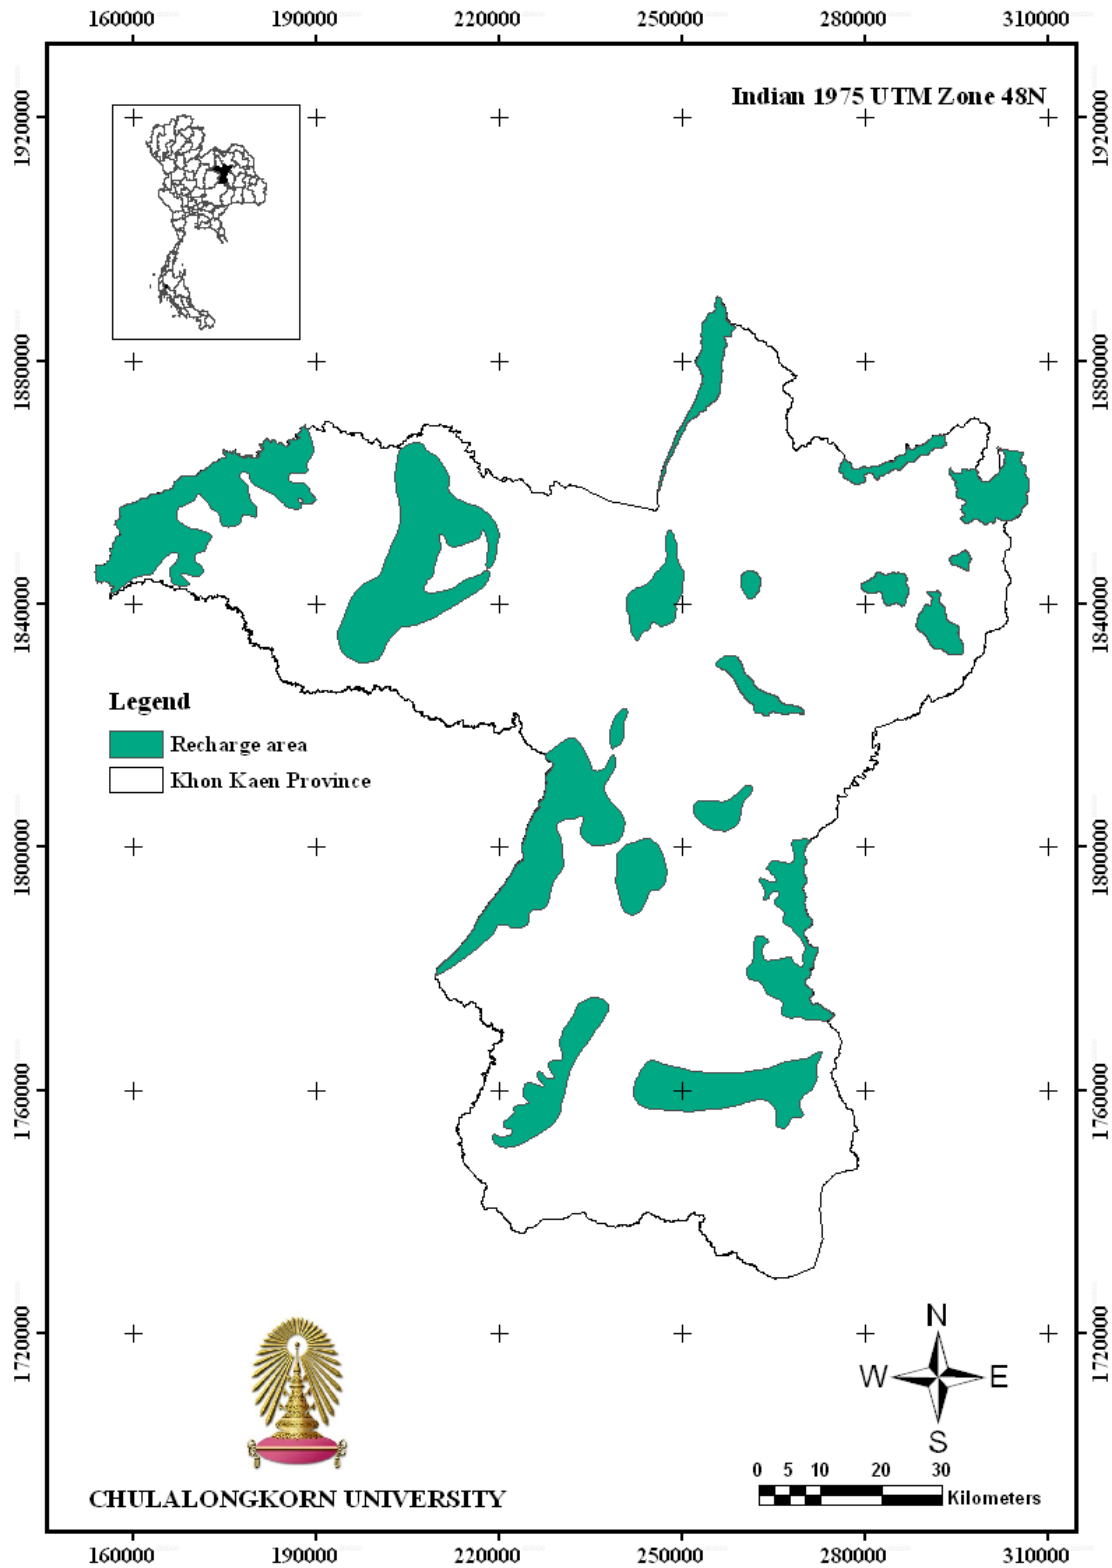 160000 190000 220000 250000 280000 310000
Indian 1975 UTM Zone 48N
1920000 1920000
1880000 1880000
1840000 1840000
Legend
Recharge area
Khon Kaen Province
1800000 1800000
1760000 1760000
1720000 1720000
N
W E
S
0 5 10 20 30
Kilometers
CHULALONGKORN UNIVERSITY
160000 190000 220000 250000 280000 310000